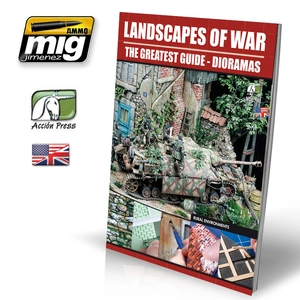 AMMO
mig
jimenez
Acción Press
LANDSCAPES OF WAR
THE GREATEST GUIDE - DIORAMAS
RURAL ENVIRONMENTS